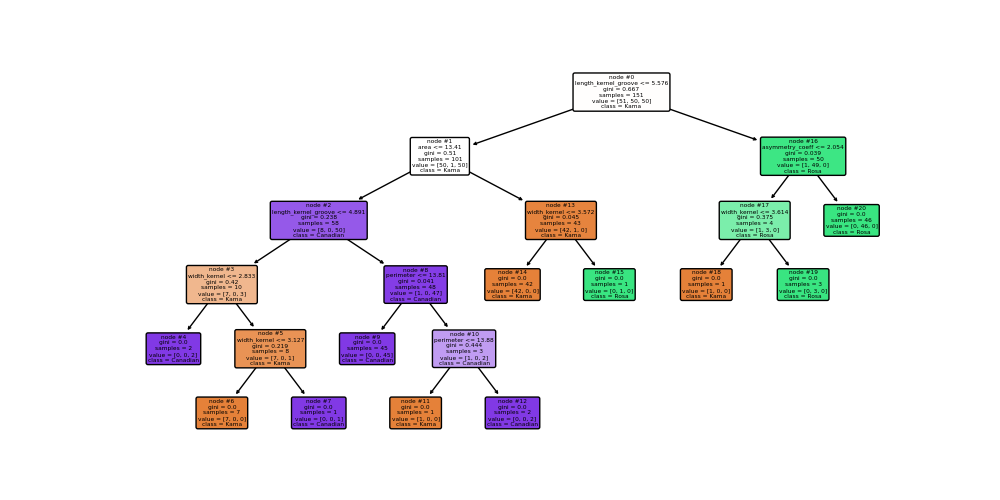 node #0
length_kernel_groove <= 5.576
gini = 0.667
samples = 151
value = [51, 50, 50]
class = Kama
node #1
area <= 13.41
gini = 0.51
samples = 101
value = [50, 1, 50]
class = Kama
node #16
asymmetry_coeff <= 2.054
gini = 0.039
samples = 50
value = [1, 49, 0]
class = Rosa
node #2
length_kernel_groove <= 4.891
gini = 0.238
samples = 58
value = [8, 0, 50]
class = Canadian
node #13
width_kernel <= 3.572
gini = 0.045
samples = 43
value = [42, 1, 0]
class = Kama
node #17
width_kernel <= 3.614
gini = 0.375
samples = 4
value = [1, 3, 0]
class = Rosa
node #20
gini = 0.0
samples = 46
value = [0, 46, 0]
class = Rosa
node #3
width_kernel <= 2.833
gini = 0.42
samples = 10
value = [7, 0, 3]
class = Kama
node #8
perimeter <= 13.81
gini = 0.041
samples = 48
value = [1, 0, 47]
class = Canadian
node #14
gini = 0.0
samples = 42
value = [42, 0, 0]
class = Kama
node #15
gini = 0.0
samples = 1
value = [0, 1, 0]
class = Rosa
node #18
gini = 0.0
samples = 1
value = [1, 0, 0]
class = Kama
node #19
gini = 0.0
samples = 3
value = [0, 3, 0]
class = Rosa
node #4
gini = 0.0
samples = 2
value = [0, 0, 2]
class = Canadian
node #5
width_kernel <= 3.127
gini = 0.219
samples = 8
value = [7, 0, 1]
class = Kama
node #9
gini = 0.0
samples = 45
value = [0, 0, 45]
class = Canadian
node #10
perimeter <= 13.88
gini = 0.444
samples = 3
value = [1, 0, 2]
class = Canadian
node #6
gini = 0.0
samples = 7
value = [7, 0, 0]
class = Kama
node #7
gini = 0.0
samples = 1
value = [0, 0, 1]
class = Canadian
node #11
gini = 0.0
samples = 1
value = [1, 0, 0]
class = Kama
node #12
gini = 0.0
samples = 2
value = [0, 0, 2]
class = Canadian